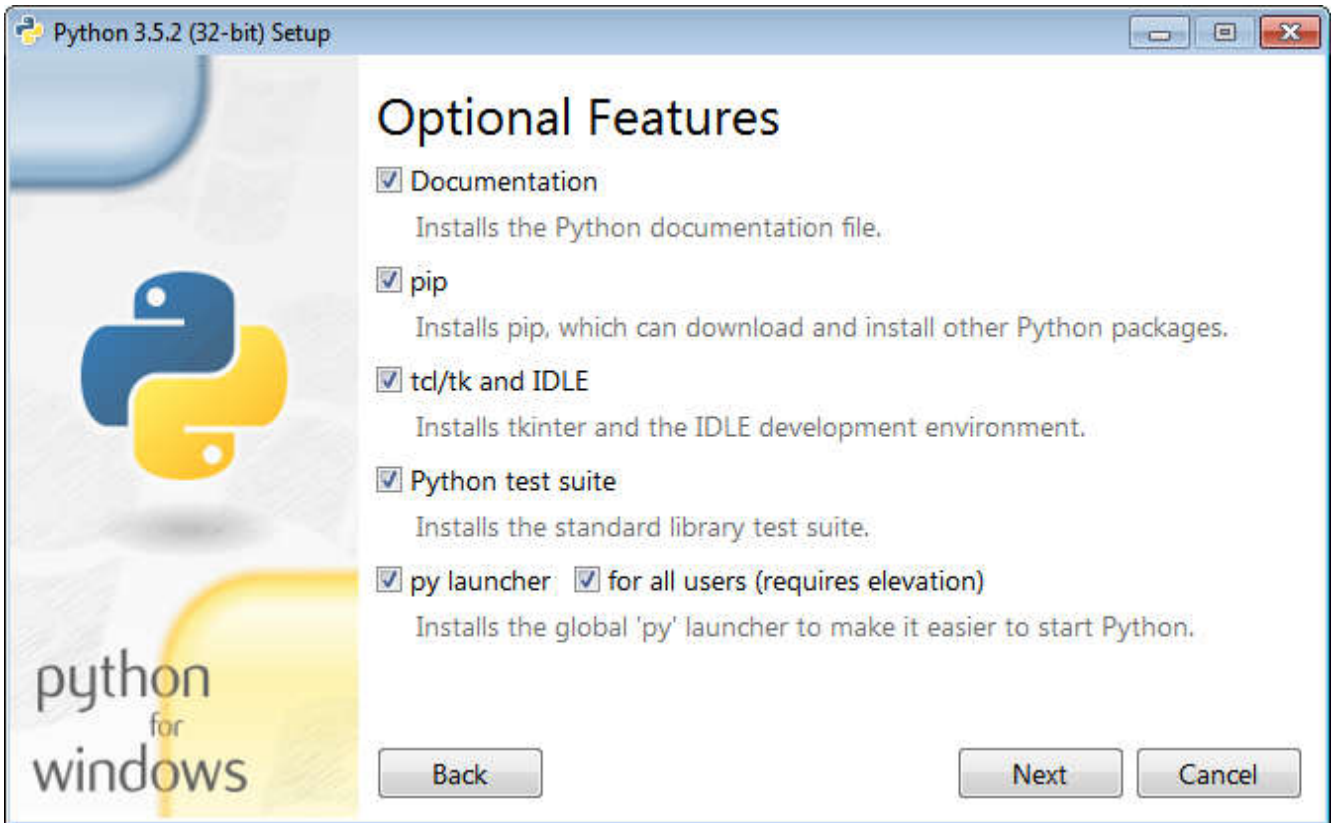 Python 3.5.2 (32-bit) Setup
Optional Features
Documentation
Installs the Python documentation file.
pip
Installs pip, which can download and install other Python packages.
tcl/tk and IDLE
Installs tkinter and the IDLE development environment.
Python test suite
Installs the standard library test suite.
py launcher for all users (requires elevation)
Installs the global 'py' launcher to make it easier to start Python.
python
for
windows
Back Next Cancel